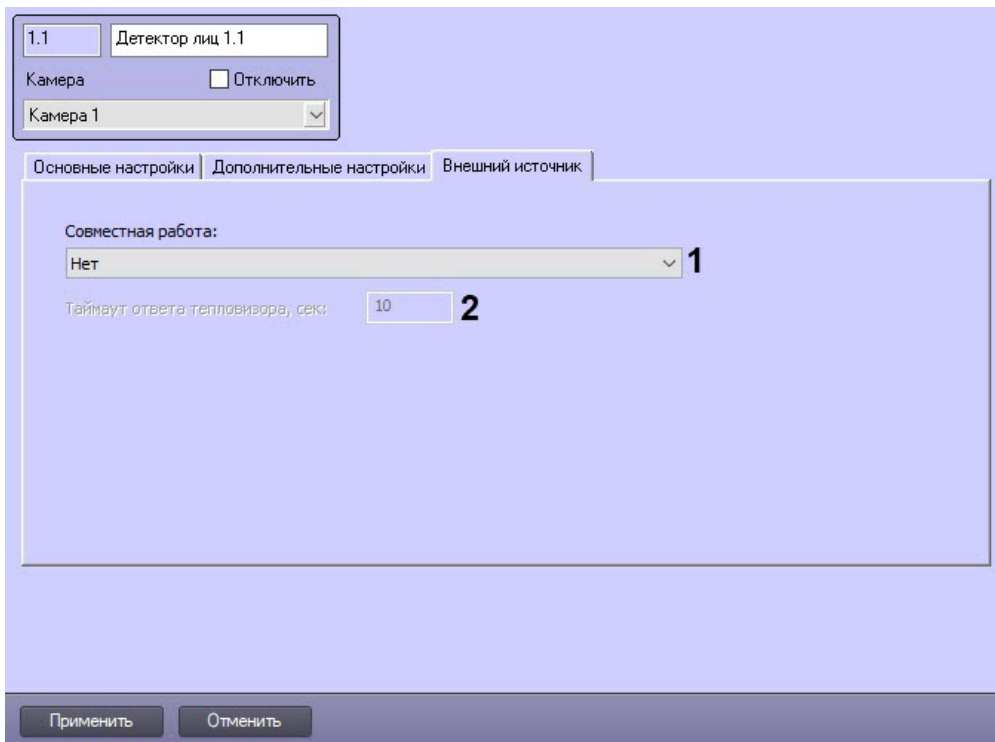 1.1 Детектор лиц 1.1
Камера Отключить
Камера 1
Основные настройки Дополнительные настройки Внешний источник
Совместная работа:
Нет 1
Таймаут ответа тепловизора, сек: 10 2
Применить Отменить